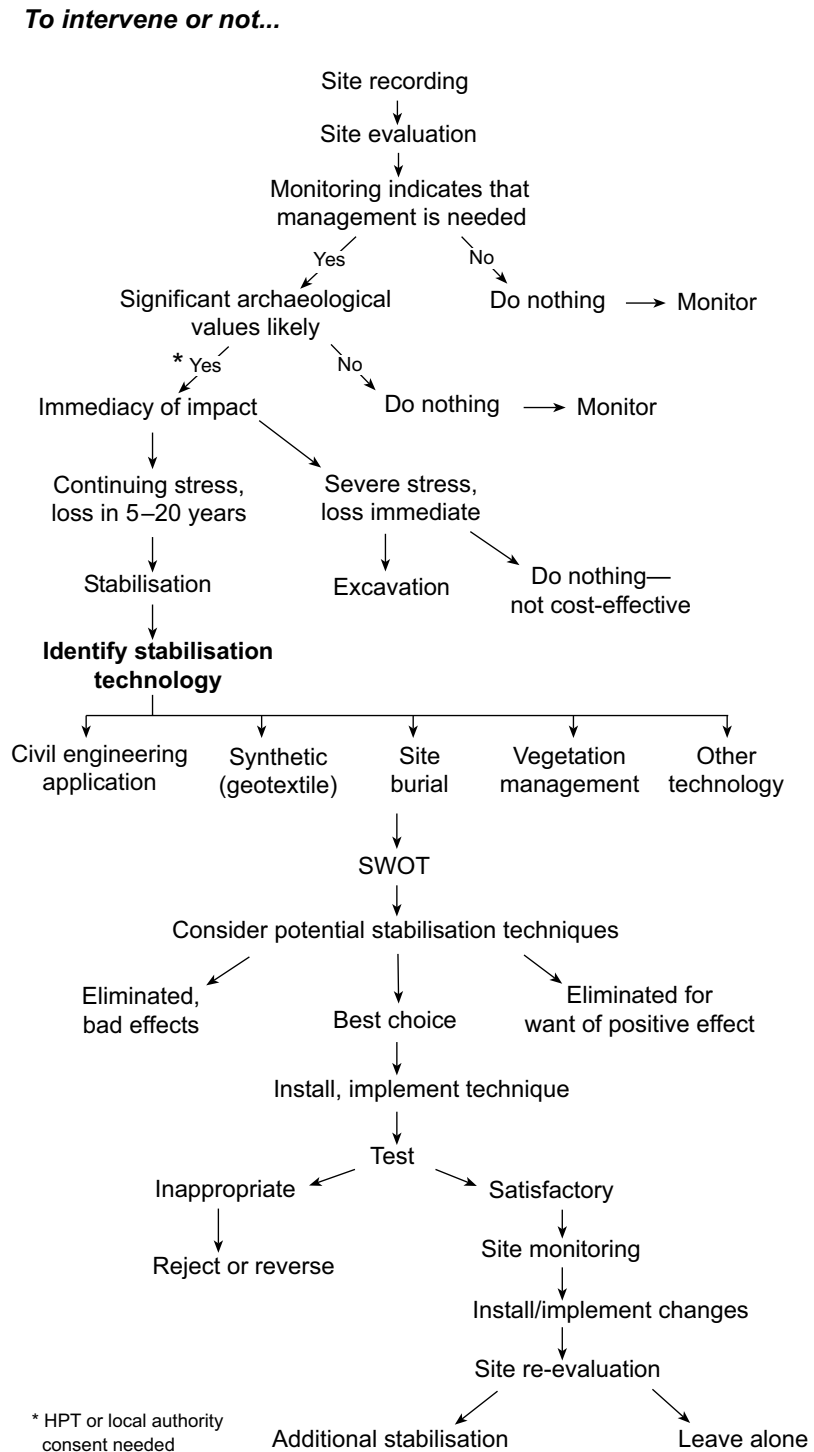 To intervene or not...
Site recording
Site evaluation
Monitoring indicates that
management is needed
Yes
No
Significant archaeological
values likely
Do nothing
Monitor
* Yes
No
Immediacy of impact
Do nothing
Monitor
Continuing stress,
loss in 5–20 years
Severe stress,
loss immediate
Stabilisation
Excavation
Do nothing—
not cost-effective
Identify stabilisation
technology
Civil engineering
application
Synthetic
(geotextile)
Site
burial
Vegetation
management
Other
technology
SWOT
Consider potential stabilisation techniques
Eliminated,
bad effects
Best choice
Eliminated for
want of positive effect
Install, implement technique
Test
Inappropriate
Satisfactory
Reject or reverse
Site monitoring
Install/implement changes
Site re-evaluation
Additional stabilisation
Leave alone
* HPT or local authority
consent needed